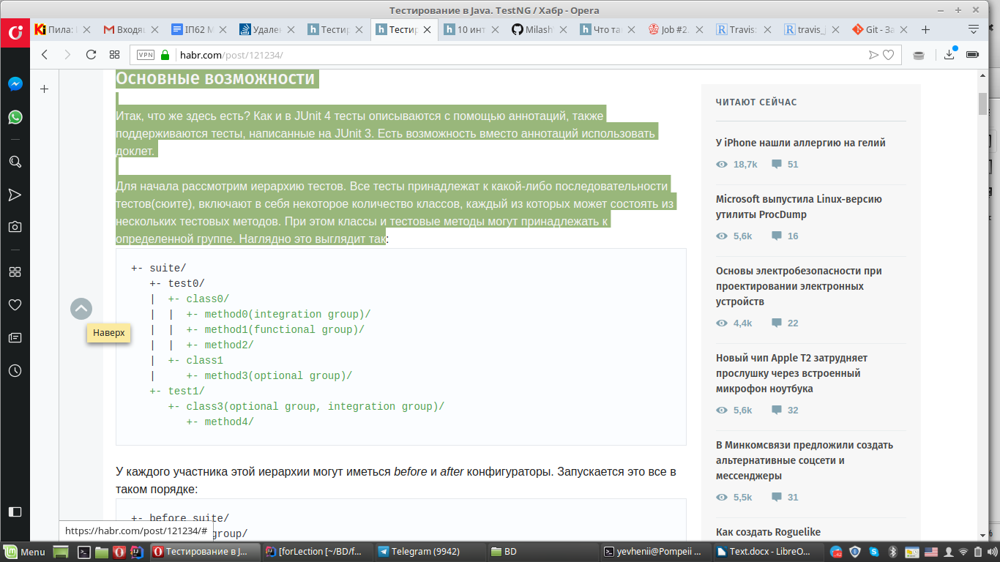 Тестирование в Java. TestNG / Хабр - Opera
Пила:
Входя
ІП62 М
Удален
Тестир
Тестир
10 инт
Milash
Что та
Job #2.
Travis:
travis_j
Git - За
VPN
habr.com/post/121234/
Основные возможности
Итак, что же здесь есть? Как и в JUnit 4 тесты описываются с помощью аннотаций, также
поддерживаются тесты, написанные на JUnit 3. Есть возможность вместо аннотаций использовать
доклет.
Для начала рассмотрим иерархию тестов. Все тесты принадлежат к какой-либо последовательности
тестов(сюите), включают в себя некоторое количество классов, каждый из которых может состоять из
нескольких тестовых методов. При этом классы и тестовые методы могут принадлежать к
определенной группе. Наглядно это выглядит так:
+- suite/
+- test0/
| +- class0/
| | +- method0(integration group)/
| | +- method1(functional group)/
| | +- method2/
| +- class1
| +- method3(optional group)/
+- test1/
+- class3(optional group, integration group)/
+- method4/
Наверх
У каждого участника этой иерархии могут иметься before и after конфигураторы. Запускается это все в
таком порядке:
+- before suite/
group/
https://habr.com/post/121234/#
ЧИТАЮТ СЕЙЧАС
У iPhone нашли аллергию на гелий
18,7k 51
Microsoft выпустила Linux-версию
утилиты ProcDump
5,6k 16
Основы электробезопасности при
проектировании электронных
устройств
4,4k 22
Новый чип Apple T2 затрудняет
прослушку через встроенный
микрофон ноутбука
5,6k 32
В Минкомсвязи предложили создать
альтернативные соцсети и
мессенджеры
5,5k 31
Как создать Roguelike
Menu
Тестирование в J...
[forLection [~/BD/f...
Telegram (9942)
BD
yevhenii@Pompeii ...
Text.docx - LibreO...